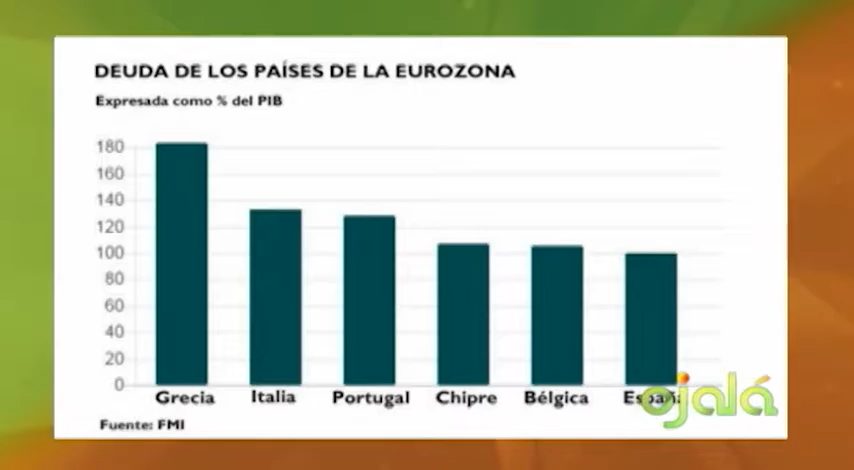 DEUDA DE LOS PAÍSES DE LA EUROZONA
Expresada como % del PIB
180
160
140
120
100
80
60
40
20
0
Grecia Italia Portugal Chipre Bélgica España
ojalá
Fuente: FMI